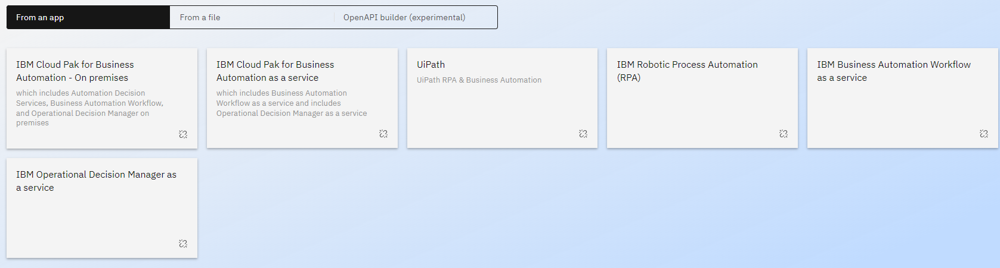 From an app
From a file
OpenAPI builder (experimental)
IBM Cloud Pak for Business
Automation - On premises
which includes Automation Decision
Services, Business Automation Workflow,
and Operational Decision Manager on
premises
IBM Cloud Pak for Business
Automation as a service
which includes Business Automation
Workflow as a service and includes
Operational Decision Manager as a service
UiPath
UiPath RPA & Business Automation
IBM Robotic Process Automation
(RPA)
IBM Business Automation Workflow
as a service
IBM Operational Decision Manager as
a service